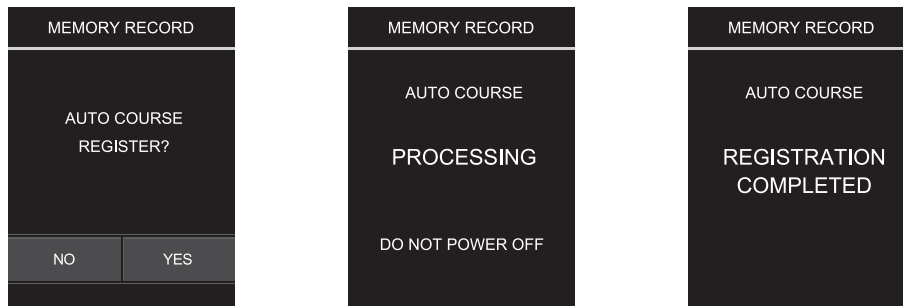 MEMORY RECORD
AUTO COURSE
REGISTER?
NO
YES
MEMORY RECORD
AUTO COURSE
PROCESSING
DO NOT POWER OFF
MEMORY RECORD
AUTO COURSE
REGISTRATION
COMPLETED